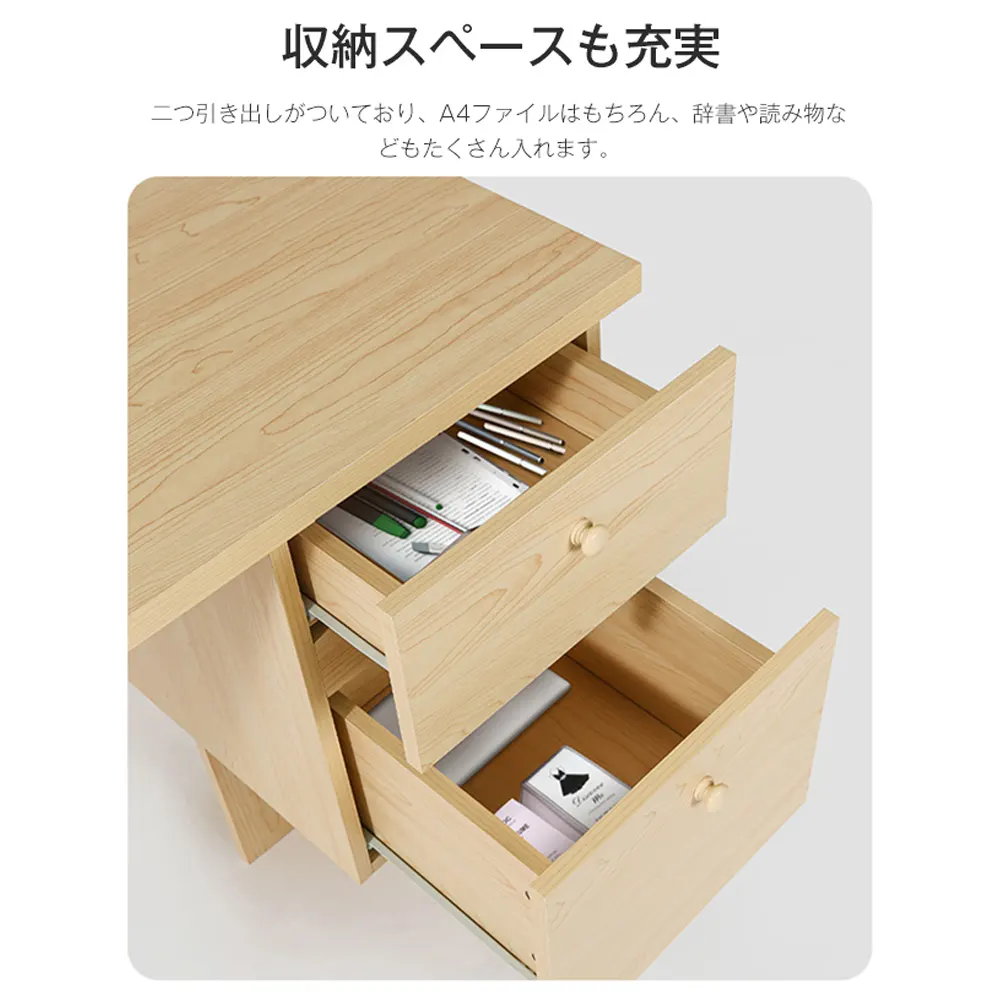 収納スペースも充実
二つ引き出しがついており、A4ファイルはもちろん、辞書や読み物な
どもたくさん入れます。
Discover
Me